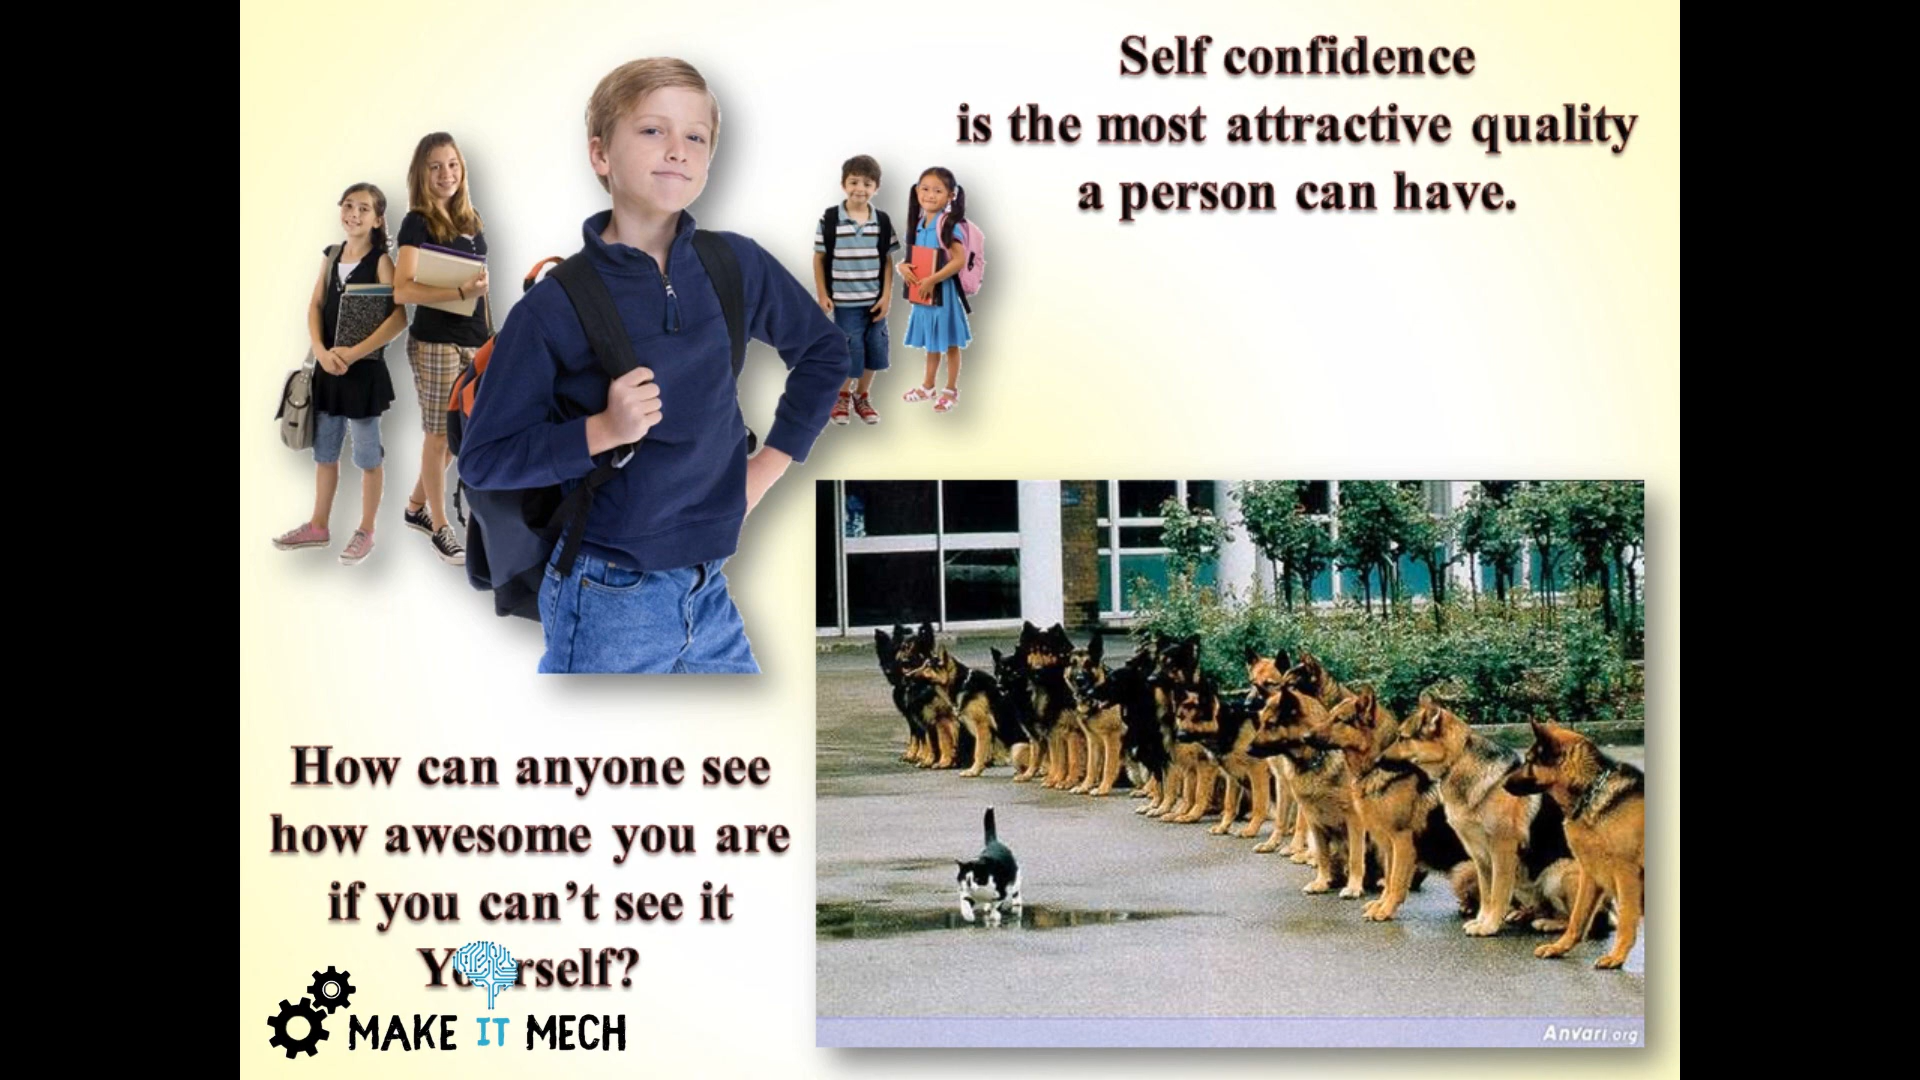 Self confidence
is the most attractive quality
a person can have.
How can anyone see
how awesome you are
if you can’t see it
Yourself?
MAKE IT MECH
Anvari.org